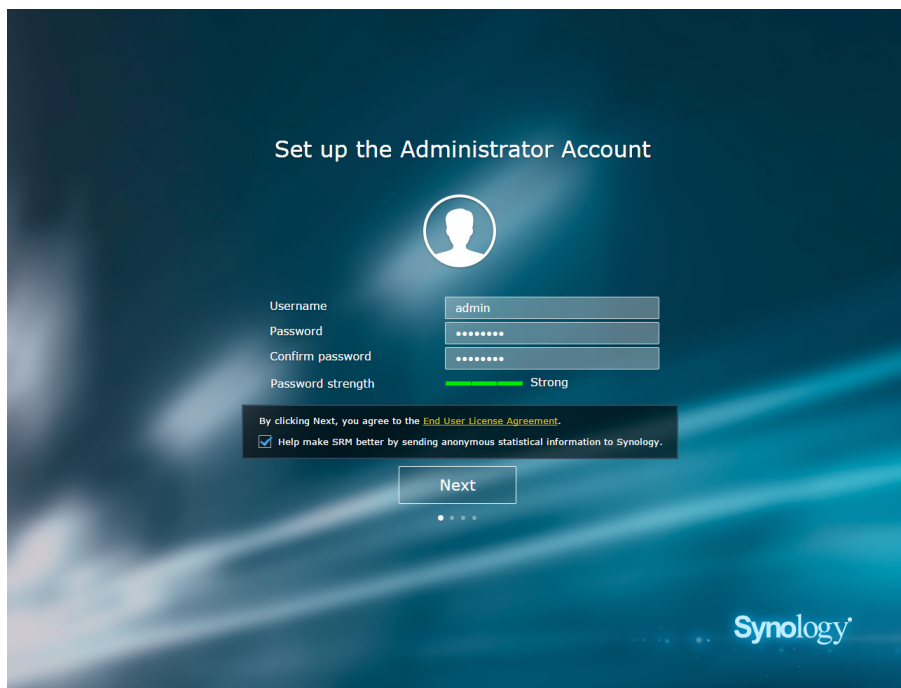 Set up the Administrator Account
Username admin
Password ••••••••
Confirm password ••••••••
Password strength Strong
By clicking Next, you agree to the End User License Agreement.
Help make SRM better by sending anonymous statistical information to Synology.
Next
Synology